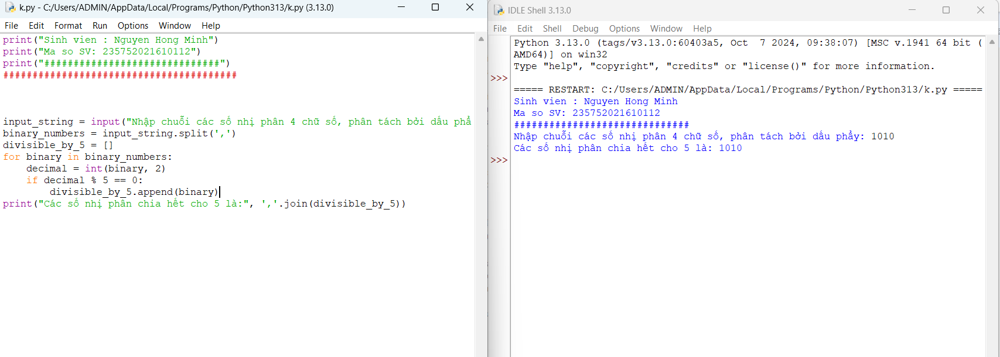 k.py - C:/Users/ADMIN/AppData/Local/Programs/Python/Python313/k.py (3.13.0)
File Edit Format Run Options Window Help
print("Sinh vien : Nguyen Hong Minh")
print("Ma so SV: 235752021610112")
print("##############################")
########################################
input_string = input("Nhập chuỗi các số nhị phân 4 chữ số, phân tách bởi dấu phẩ
binary_numbers = input_string.split(',')
divisible_by_5 = []
for binary in binary_numbers:
    decimal = int(binary, 2)
    if decimal % 5 == 0:
        divisible_by_5.append(binary)
print("Các số nhị phân chia hết cho 5 là:", ','.join(divisible_by_5))
IDLE Shell 3.13.0
File Edit Shell Debug Options Window Help
Python 3.13.0 (tags/v3.13.0:60403a5, Oct  7 2024, 09:38:07) [MSC v.1941 64 bit (
AMD64)] on win32
Type "help", "copyright", "credits" or "license()" for more information.
>>>
===== RESTART: C:/Users/ADMIN/AppData/Local/Programs/Python/Python313/k.py =====
Sinh vien : Nguyen Hong Minh
Ma so SV: 235752021610112
##############################
Nhập chuỗi các số nhị phân 4 chữ số, phân tách bởi dấu phẩy: 1010
Các số nhị phân chia hết cho 5 là: 1010
>>>